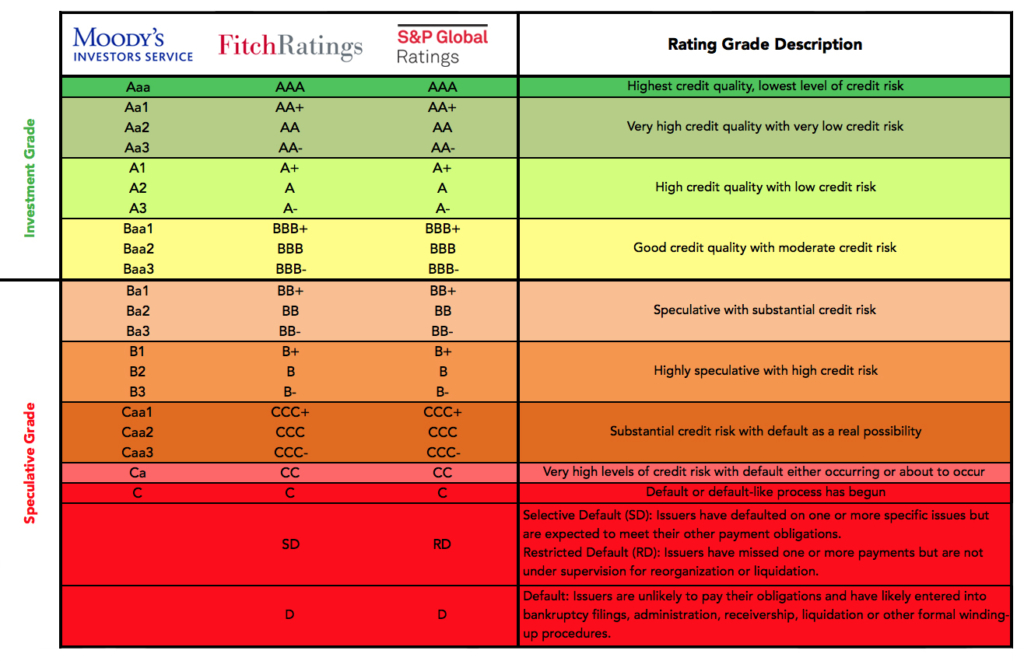 MOODY'S
INVESTORS SERVICE
FitchRatings
S&P Global
Ratings
Rating Grade Description
Investment Grade
Aaa AAA AAA Highest credit quality, lowest level of credit risk
Aa1 AA+ AA+
Aa2 AA AA Very high credit quality with very low credit risk
Aa3 AA- AA-
A1 A+ A+
A2 A A High credit quality with low credit risk
A3 A- A-
Baa1 BBB+ BBB+
Baa2 BBB BBB Good credit quality with moderate credit risk
Baa3 BBB- BBB-
Speculative Grade
Ba1 BB+ BB+
Ba2 BB BB Speculative with substantial credit risk
Ba3 BB- BB-
B1 B+ B+
B2 B B Highly speculative with high credit risk
B3 B- B-
Caa1 CCC+ CCC+
Caa2 CCC CCC Substantial credit risk with default as a real possibility
Caa3 CCC- CCC-
Ca CC CC Very high levels of credit risk with default either occurring or about to occur
C C C Default or default-like process has begun
SD RD
Selective Default (SD): Issuers have defaulted on one or more specific issues but
are expected to meet their other payment obligations.
Restricted Default (RD): Issuers have missed one or more payments but are not
under supervision for reorganization or liquidation.
D D
Default: Issuers are unlikely to pay their obligations and have likely entered into
bankruptcy filings, administration, receivership, liquidation or other formal winding-
up procedures.